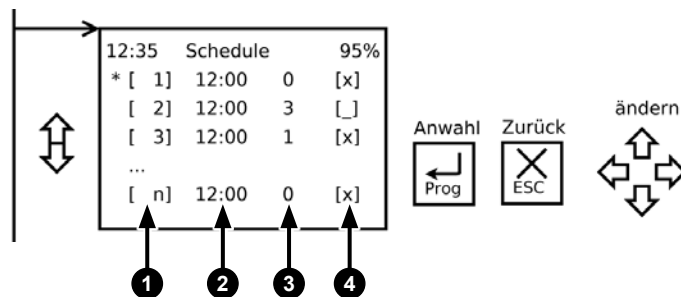 12:35 Schedule 95%
* [ 1] 12:00 0 [x]
[ 2] 12:00 3 [_]
[ 3] 12:00 1 [x]
...
[ n] 12:00 0 [x]
1 2 3 4
Anwahl Zurück ändern
Prog ESC